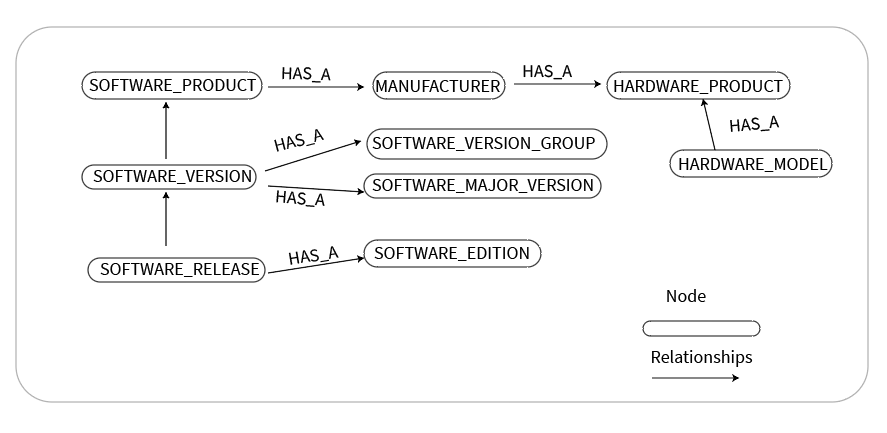 HAS_A
HAS_A
SOFTWARE_PRODUCT
MANUFACTURER
HARDWARE_PRODUCT
HAS_A
HAS_A
SOFTWARE_VERSION_GROUP
HARDWARE_MODEL
SOFTWARE_VERSION
SOFTWARE_MAJOR_VERSION
HAS_A
HAS_A
SOFTWARE_EDITION
SOFTWARE_RELEASE
Node
Relationships